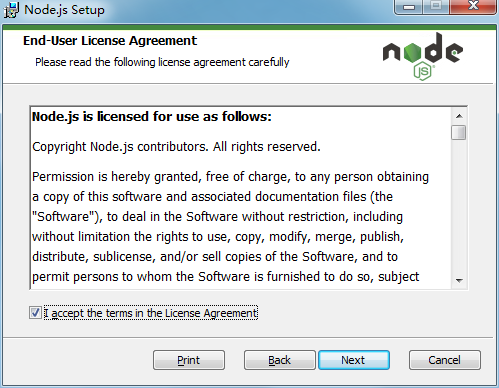 Node.js Setup
End-User License Agreement
Please read the following license agreement carefully
node
JS
Node.js is licensed for use as follows:
Copyright Node.js contributors. All rights reserved.
Permission is hereby granted, free of charge, to any person obtaining
a copy of this software and associated documentation files (the
"Software"), to deal in the Software without restriction, including
without limitation the rights to use, copy, modify, merge, publish,
distribute, sublicense, and/or sell copies of the Software, and to
permit persons to whom the Software is furnished to do so, subject
I accept the terms in the License Agreement
Print
Back
Next
Cancel